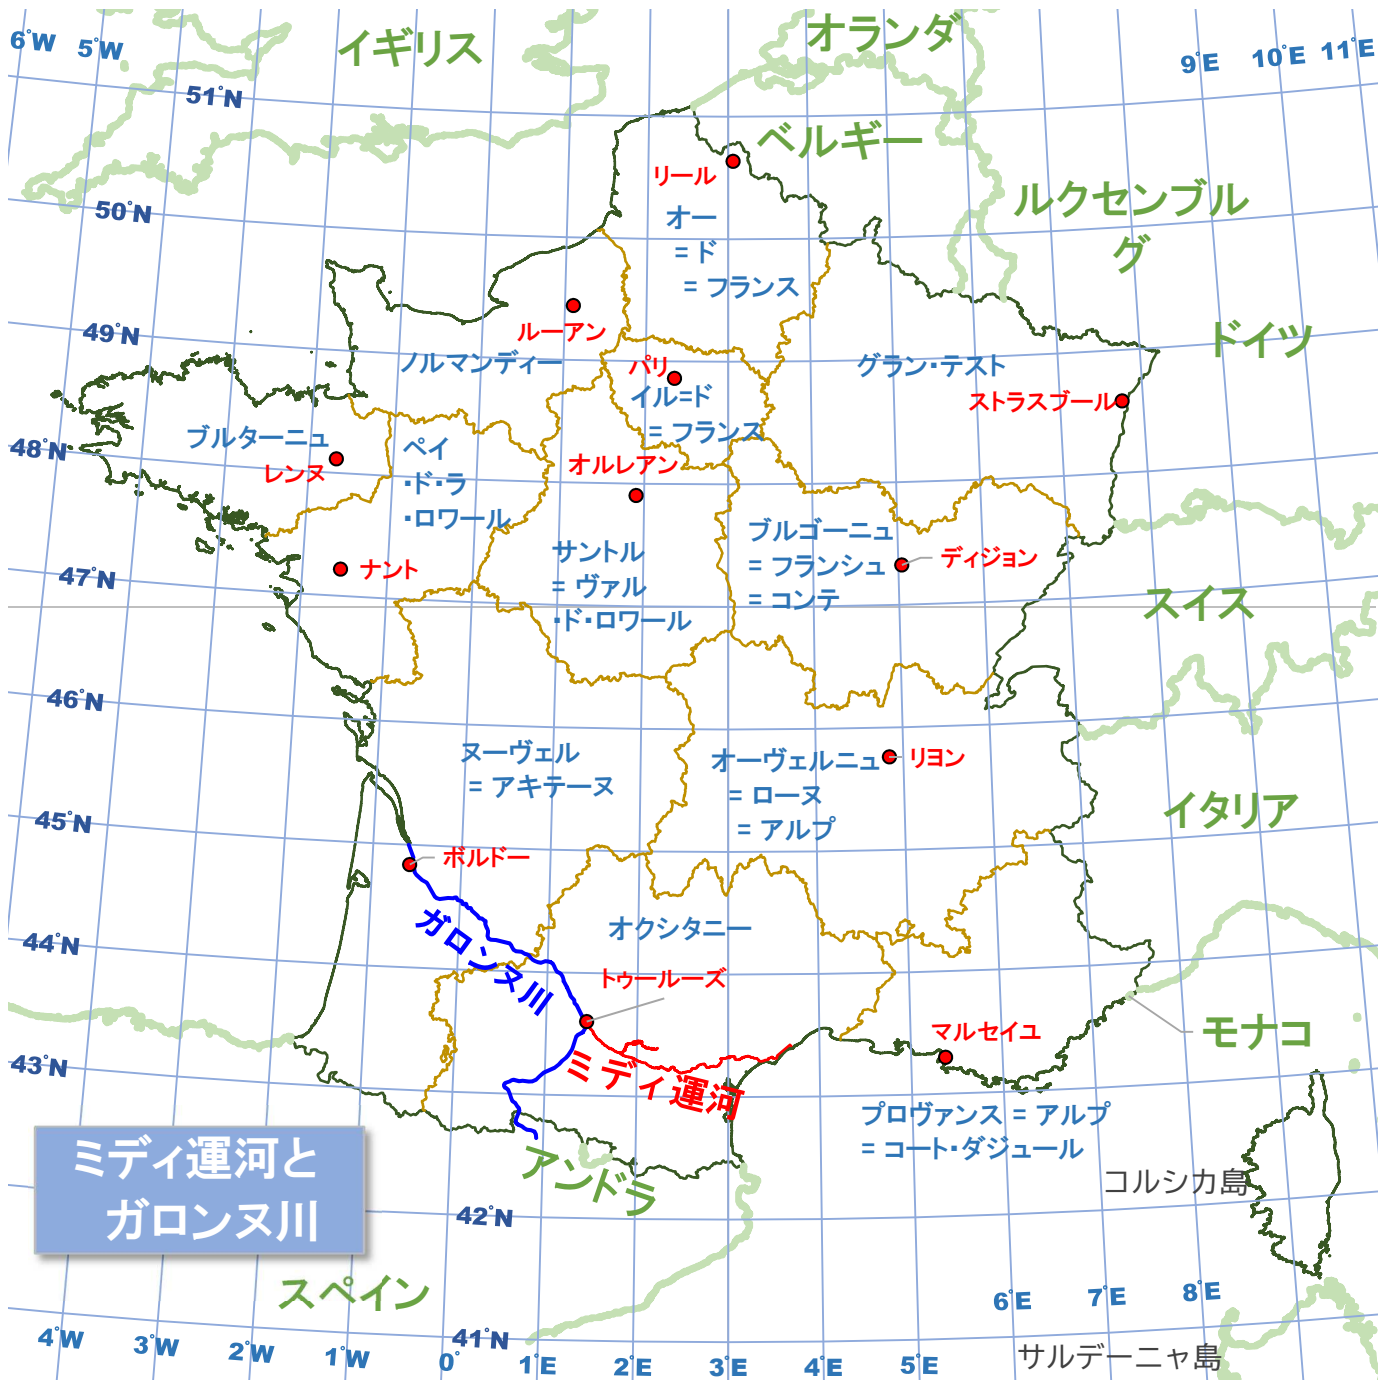 オランダ
イギリス
6°W
5°W
9°E
10°E
11°E
51°N
ベルギー
リール
ルクセンブル
グ
50°N
オー
= ド
= フランス
ルーアン
49°N
ドイツ
ノルマンディー
パリ
グラン・テスト
イル=ド
= フランス
ストラスブール
ブルターニュ
レンヌ
48°N
ペイ
・ド・ラ
・ロワール
オルレアン
ブルゴーニュ
= フランシュ
= コンテ
ディジョン
サントル
= ヴァル
・ド・ロワール
ナント
47°N
スイス
46°N
ヌーヴェル
= アキテーヌ
オーヴェルニュ
= ローヌ
= アルプ
リヨン
イタリア
45°N
ボルドー
ガロンヌ川
オクシタニー
44°N
トゥールーズ
マルセイユ
モナコ
43°N
ミディ運河
プロヴァンス = アルプ
= コート・ダジュール
ミディ運河と
ガロンヌ川
アンドラ
コルシカ島
42°N
スペイン
6°E
7°E
8°E
41°N
4°W
3°W
2°W
1°W
0°
1°E
2°E
3°E
4°E
5°E
サルデーニャ島